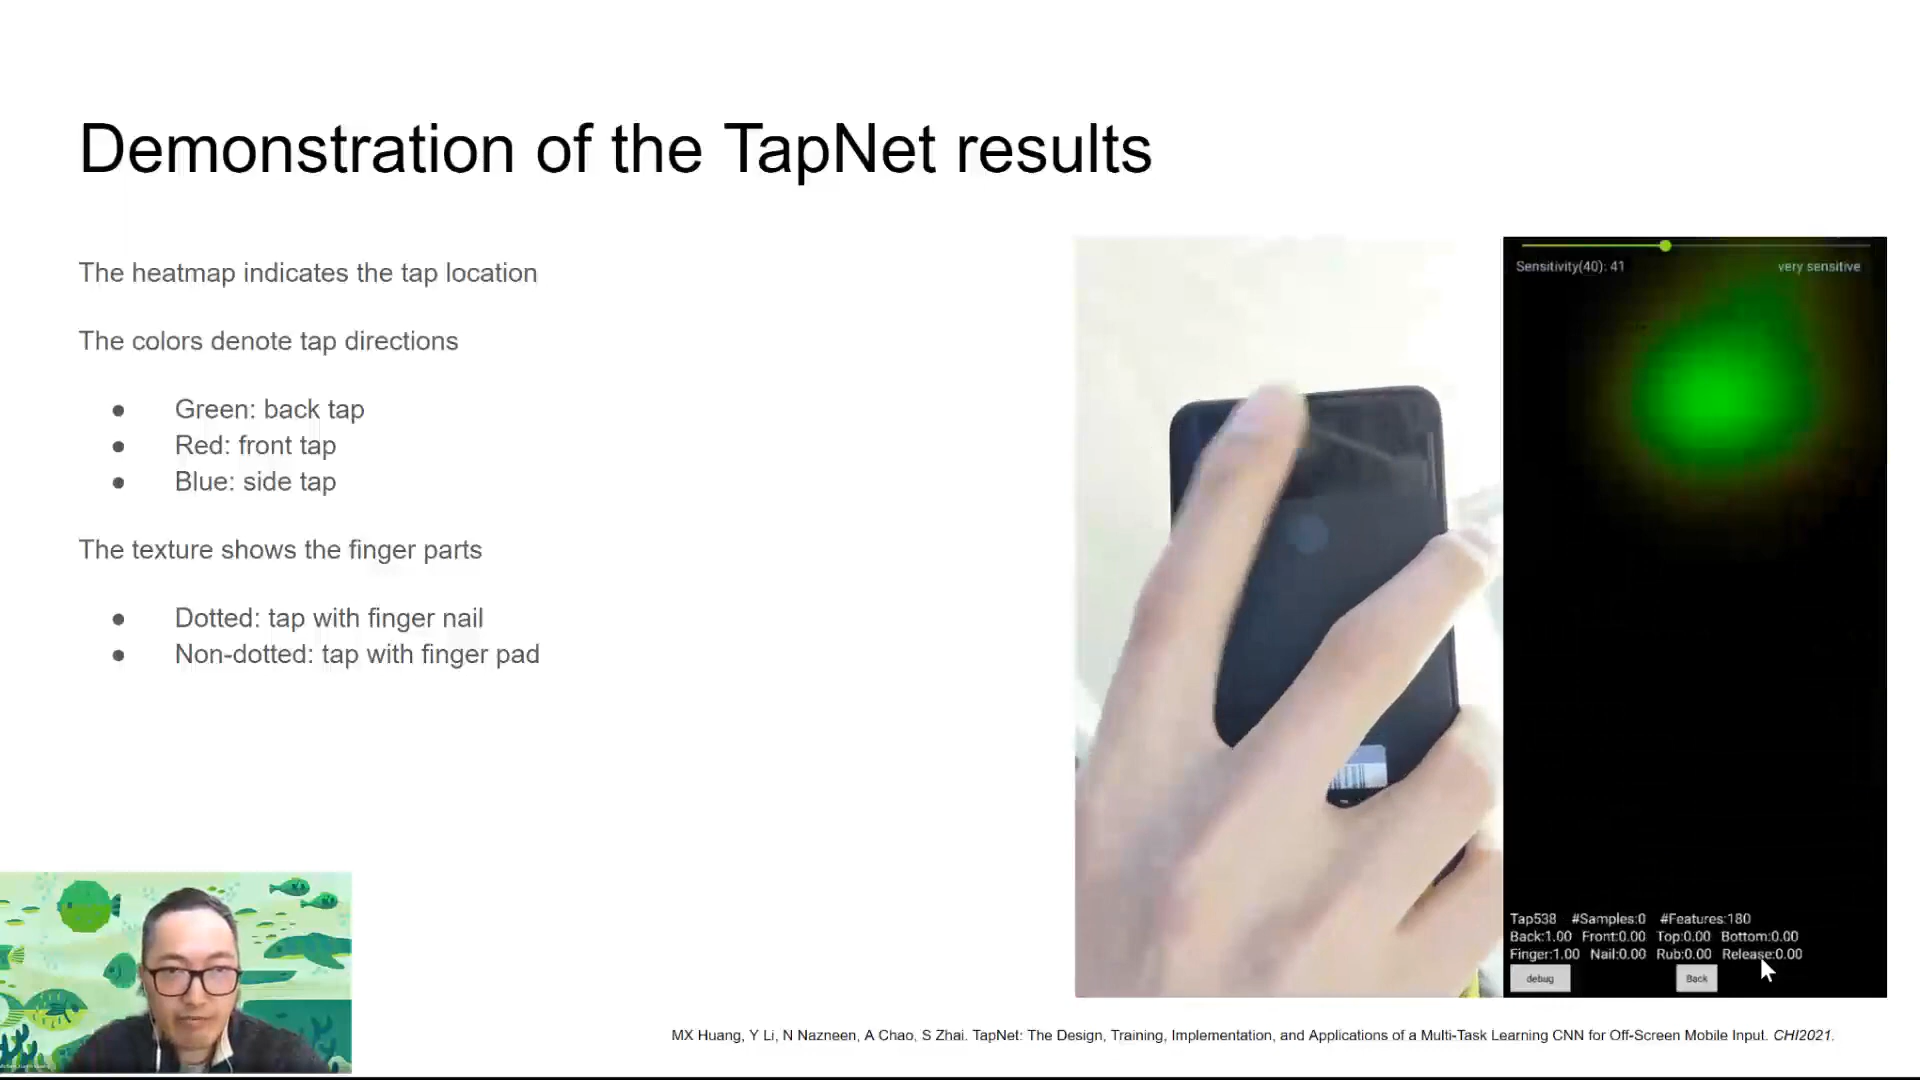 Demonstration of the TapNet results
The heatmap indicates the tap location
The colors denote tap directions
● Green: back tap
● Red: front tap
● Blue: side tap
The texture shows the finger parts
● Dotted: tap with finger nail
● Non-dotted: tap with finger pad
Sensitivity(40): 41 very sensitive
Tap538 #Samples:0 #Features:180
Back:1.00 Front:0.00 Top:0.00 Bottom:0.00
Finger:1.00 Nail:0.00 Rub:0.00 Release:0.00
debug Back
MX Huang, Y Li, N Nazneen, A Chao, S Zhai. TapNet: The Design, Training, Implementation, and Applications of a Multi-Task Learning CNN for Off-Screen Mobile Input. CHI2021.